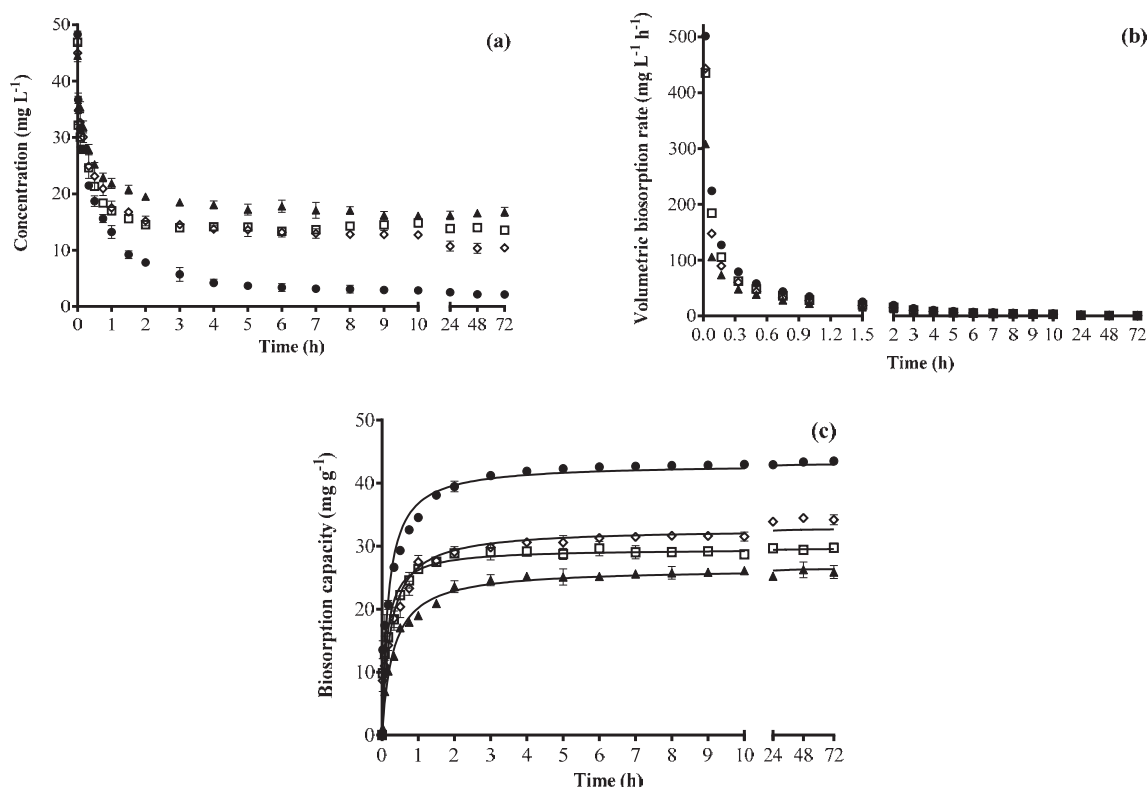 (a)
Concentration (mg L⁻¹)
50
40
30
20
10
0
0 1 2 3 4 5 6 7 8 9 10 24 48 72
Time (h)
(b)
Volumetric biosorption rate (mg L⁻¹ h⁻¹)
500
400
300
200
100
0
0.0 0.3 0.6 0.9 1.2 1.5 2 3 4 5 6 7 8 9 10 24 48 72
Time (h)
(c)
Biosorption capacity (mg g⁻¹)
50
40
30
20
10
0
0 1 2 3 4 5 6 7 8 9 10 24 48 72
Time (h)